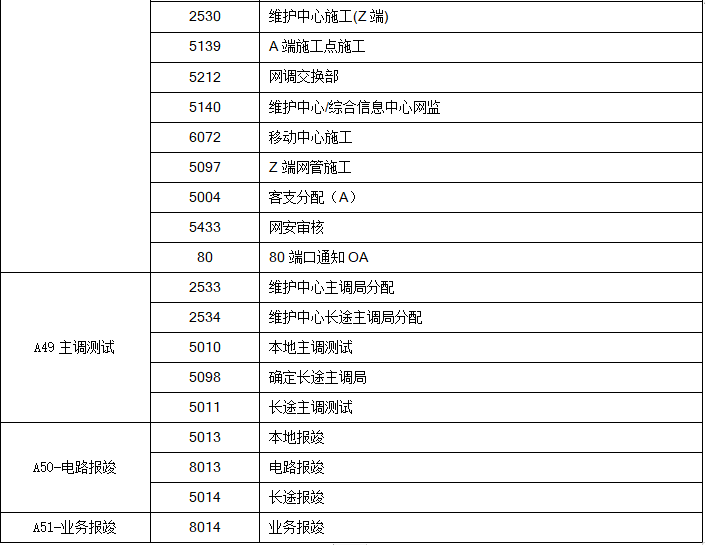 2530 维护中心施工(Z 端)
5139 A 端施工点施工
5212 网调交换部
5140 维护中心/综合信息中心网监
6072 移动中心施工
5097 Z 端网管施工
5004 客支分配（A）
5433 网安审核
80 80 端口通知 OA
2533 维护中心主调局分配
2534 维护中心长途主调局分配
A49 主调测试 5010 本地主调测试
5098 确定长途主调局
5011 长途主调测试
5013 本地报竣
A50-电路报竣 8013 电路报竣
5014 长途报竣
A51-业务报竣 8014 业务报竣